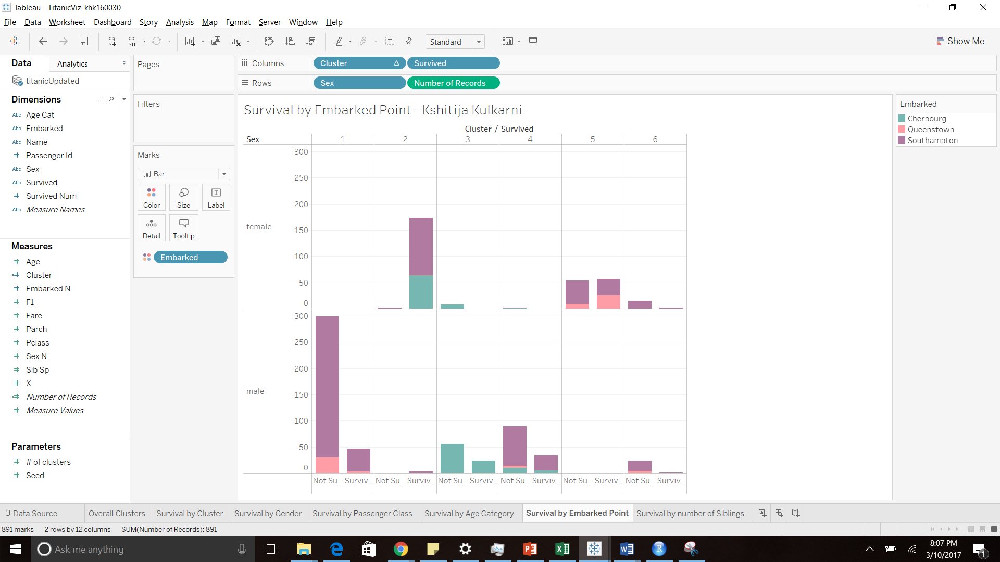 Tableau - TitanicViz_khk160030
File Data Worksheet Dashboard Story Analysis Map Format Server Window Help
Standard
Show Me
Data
Analytics
titanicUpdated
Dimensions
Abc Age Cat
Abc Embarked
Abc Name
# Passenger Id
Abc Sex
Abc Survived
# Survived Num
Abc Measure Names
Measures
# Age
=# Cluster
# Embarked N
# F1
# Fare
# Parch
# Pclass
# Sex N
# Sib Sp
# X
=# Number of Records
# Measure Values
Parameters
# # of clusters
# Seed
Pages
Filters
Marks
Bar
Color Size Label
Detail Tooltip
Embarked
Columns Cluster Δ Survived
Rows Sex Number of Records
Survival by Embarked Point - Kshitija Kulkarni
Cluster / Survived
Sex 1 2 3 4 5 6
300
250
200
150
female
100
50
0
300
250
200
150
male
100
50
0
Not Su.. Surviv.. Not Su.. Surviv.. Not Su.. Surviv.. Not Su.. Surviv.. Not Su.. Surviv.. Not Su.. Surviv..
Embarked
Cherbourg
Queenstown
Southampton
Data Source Overall Clusters Survival by Cluster Survival by Gender Survival by Passenger Class Survival by Age Category Survival by Embarked Point Survival by number of Siblings
891 marks 2 rows by 12 columns SUM(Number of Records): 891
Ask me anything
8:07 PM
3/10/2017
1